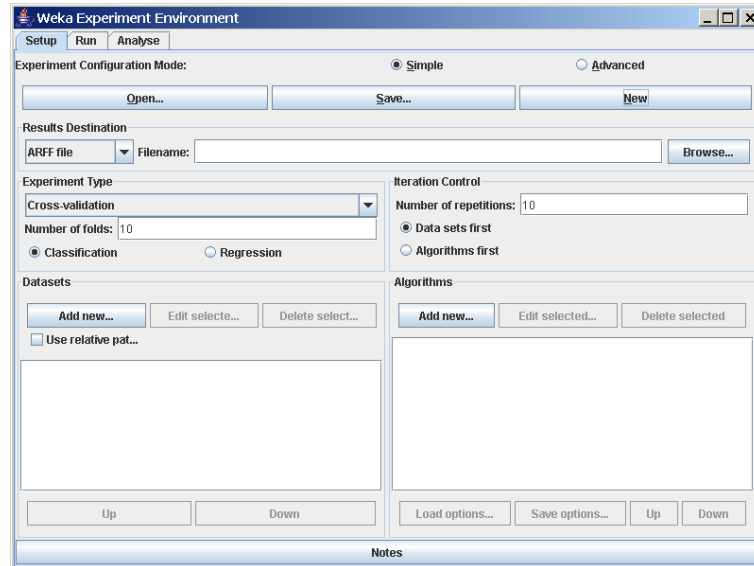 Weka Experiment Environment
Setup Run Analyse
Experiment Configuration Mode: Simple Advanced
Open... Save... New
Results Destination
ARFF file Filename: Browse...
Experiment Type Iteration Control
Cross-validation Number of repetitions: 10
Number of folds: 10 Data sets first
Classification Regression Algorithms first
Datasets Algorithms
Add new... Edit selecte... Delete select... Add new... Edit selected... Delete selected
Use relative pat...
Up Down Load options... Save options... Up Down
Notes